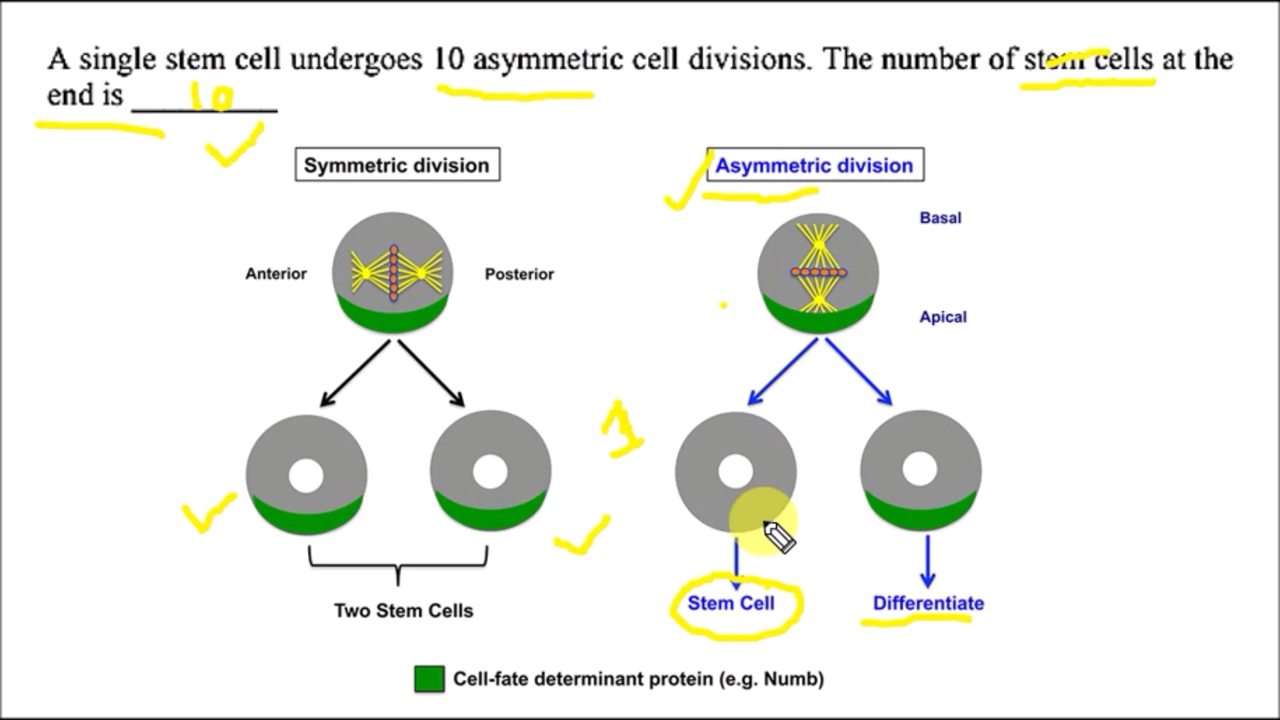 A single stem cell undergoes 10 asymmetric cell divisions. The number of stem cells at the
end is 10
Symmetric division
Asymmetric division
Basal
Anterior
Posterior
Apical
1
Stem Cell
Differentiate
Two Stem Cells
Cell-fate determinant protein (e.g. Numb)